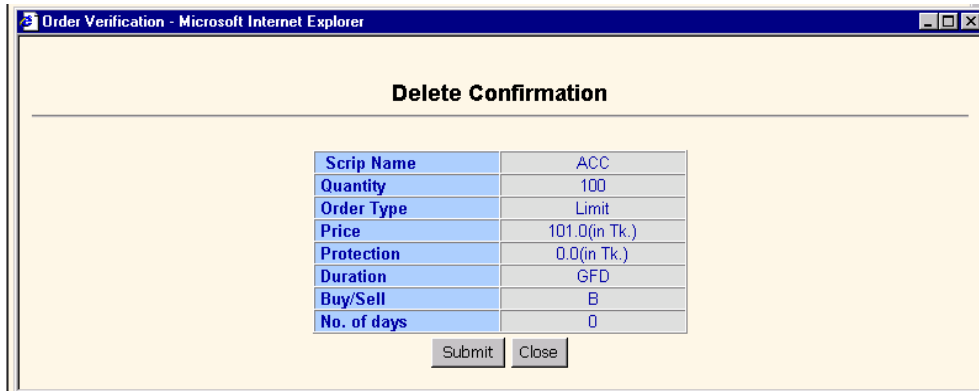 Order Verification - Microsoft Internet Explorer
Delete Confirmation
Scrip Name ACC
Quantity 100
Order Type Limit
Price 101.0(in Tk.)
Protection 0.0(in Tk.)
Duration GFD
Buy/Sell B
No. of days 0
Submit Close